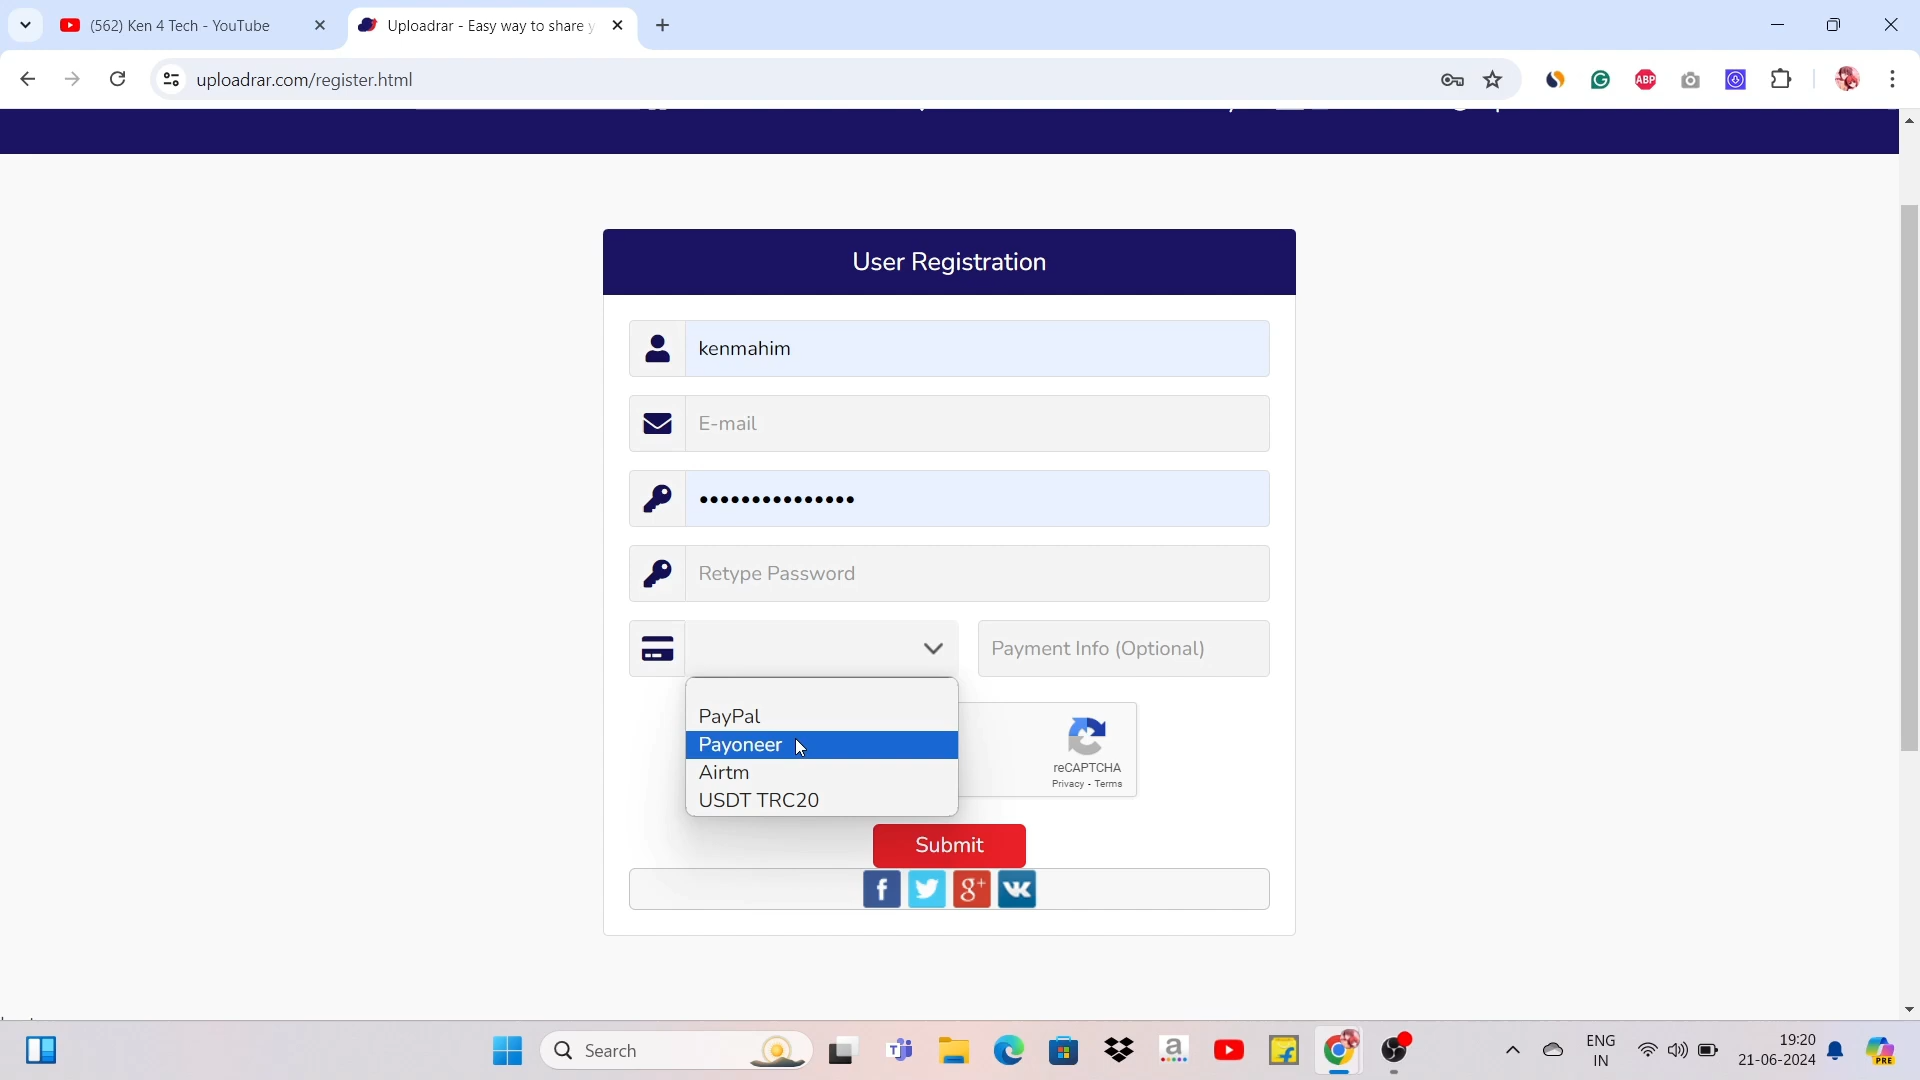 (562) Ken 4 Tech - YouTube
Uploadrar - Easy way to share y
uploadrar.com/register.html
ABP
User Registration
kenmahim
E-mail
•••••••••••••••
Retype Password
Payment Info (Optional)
PayPal
Payoneer
Airtm
USDT TRC20
reCAPTCHA
Privacy - Terms
Submit
Search
ENG
IN
19:20
21-06-2024
PRE